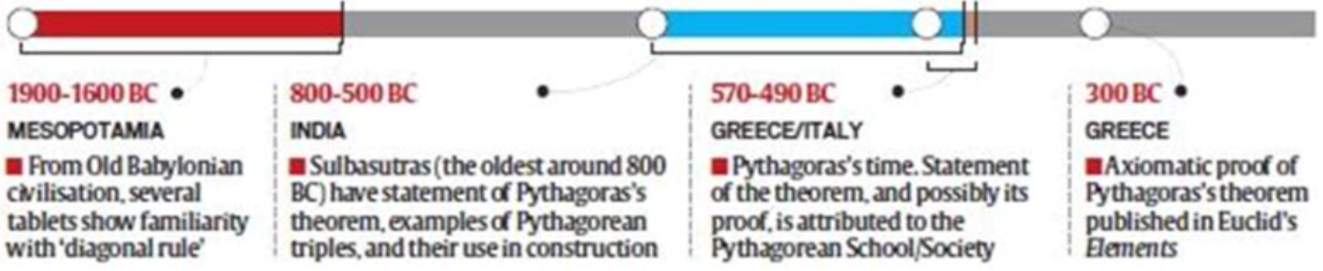 1900-1600 BC
MESOPOTAMIA
From Old Babylonian
civilisation, several
tablets show familiarity
with 'diagonal rule'
800-500 BC
INDIA
Sulbasutras (the oldest around 800
BC) have statement of Pythagoras's
theorem, examples of Pythagorean
triples, and their use in construction
570-490 BC
GREECE/ITALY
Pythagoras's time. Statement
of the theorem, and possibly its
proof, is attributed to the
Pythagorean School/Society
300 BC
GREECE
Axiomatic proof of
Pythagoras's theorem
published in Euclid's
Elements